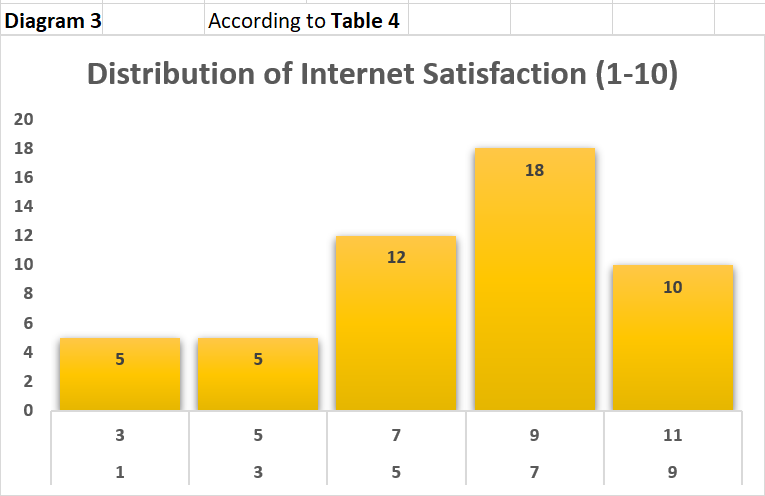 Diagram 3 According to Table 4
Distribution of Internet Satisfaction (1-10)
20
18
16
14
12
10
8
6
4
2
0
5 5 12 18 10
3 5 7 9 11
1 3 5 7 9